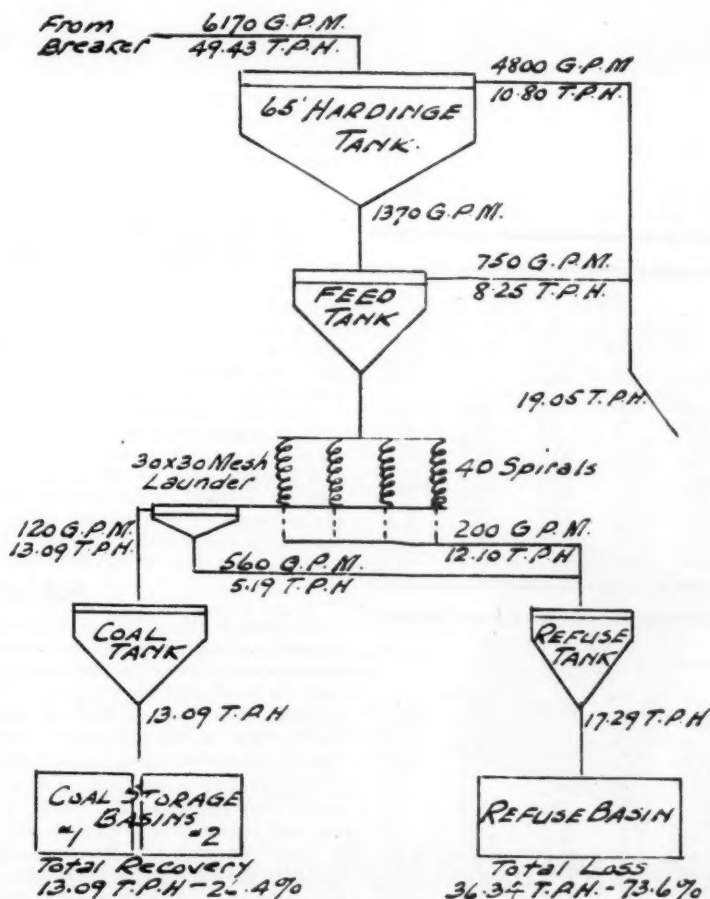 From
Breaker
6170 G.P.M.
49.43 T.P.H.
4800 G.P.M
10.80 T.P.H.
65' HARDINGE
TANK.
1370 G.P.M.
750 G.P.M.
8.25 T.P.H.
FEED
TANK
19.05 T.P.H.
30x30 Mesh
Launder
40 Spirals
120 G.P.M.
13.09 T.P.H.
200 G.P.M.
12.10 T.P.H
560 G.P.M.
5.19 T.P.H
COAL
TANK
REFUSE
TANK
13.09 T.P.H
17.29 T.P.H
COAL STORAGE
BASINS
#1 #2
REFUSE BASIN
Total Recovery
13.09 T.P.H -
Total Loss
36.34 T.P.H. - 73.6%